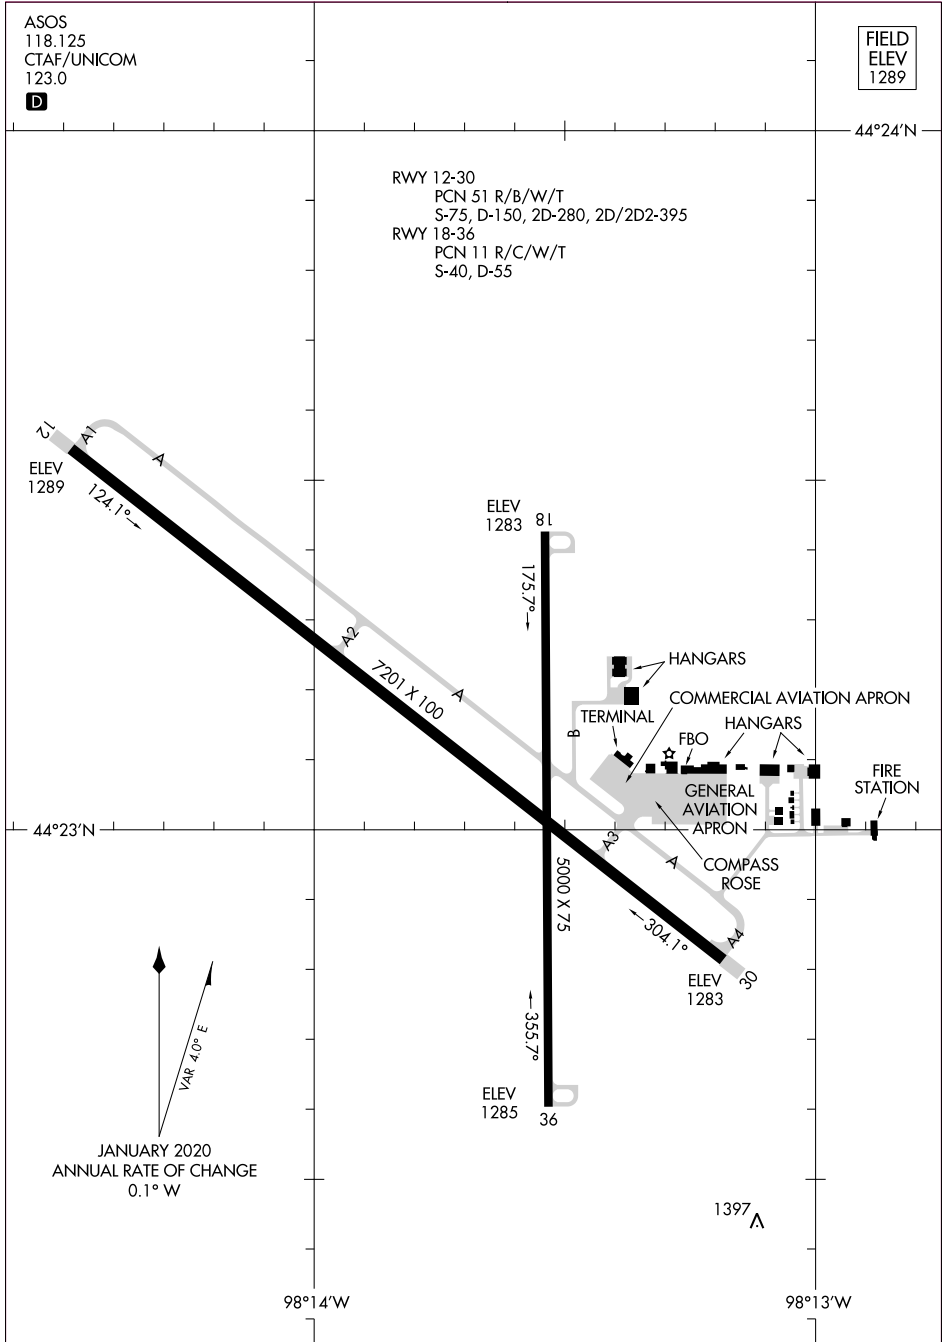 ASOS
118.125
CTAF/UNICOM
123.0
D
FIELD
ELEV
1289
44°24'N
RWY 12-30
PCN 51 R/B/W/T
S-75, D-150, 2D-280, 2D/2D2-395
RWY 18-36
PCN 11 R/C/W/T
S-40, D-55
12
A1
A
ELEV
1289
124.1°
ELEV
1283
18
175.7°
A2
7201 X 100
A
HANGARS
COMMERCIAL AVIATION APRON
TERMINAL
HANGARS
B
FBO
FIRE
STATION
GENERAL
AVIATION
APRON
44°23'N
A3
A
COMPASS
ROSE
5000 X 75
304.1°
A4
30
ELEV
1283
355.7°
VAR 4.0° E
ELEV
1285
36
JANUARY 2020
ANNUAL RATE OF CHANGE
0.1° W
1397
98°14'W
98°13'W